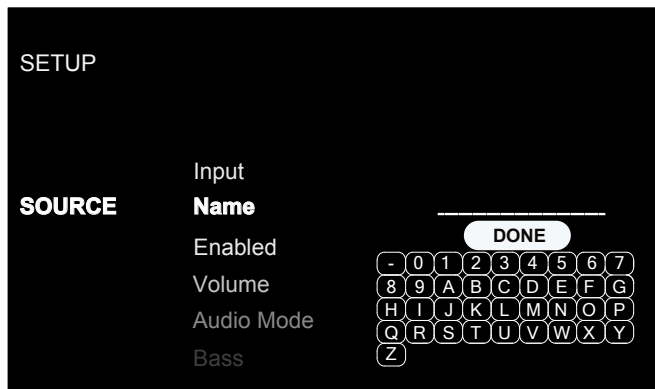 SETUP
Input
SOURCE Name
DONE
Enabled
- 0 1 2 3 4 5 6 7
Volume
8 9 A B C D E F G
H I J K L M N O P
Audio Mode
Q R S T U V W X Y
Bass
Z